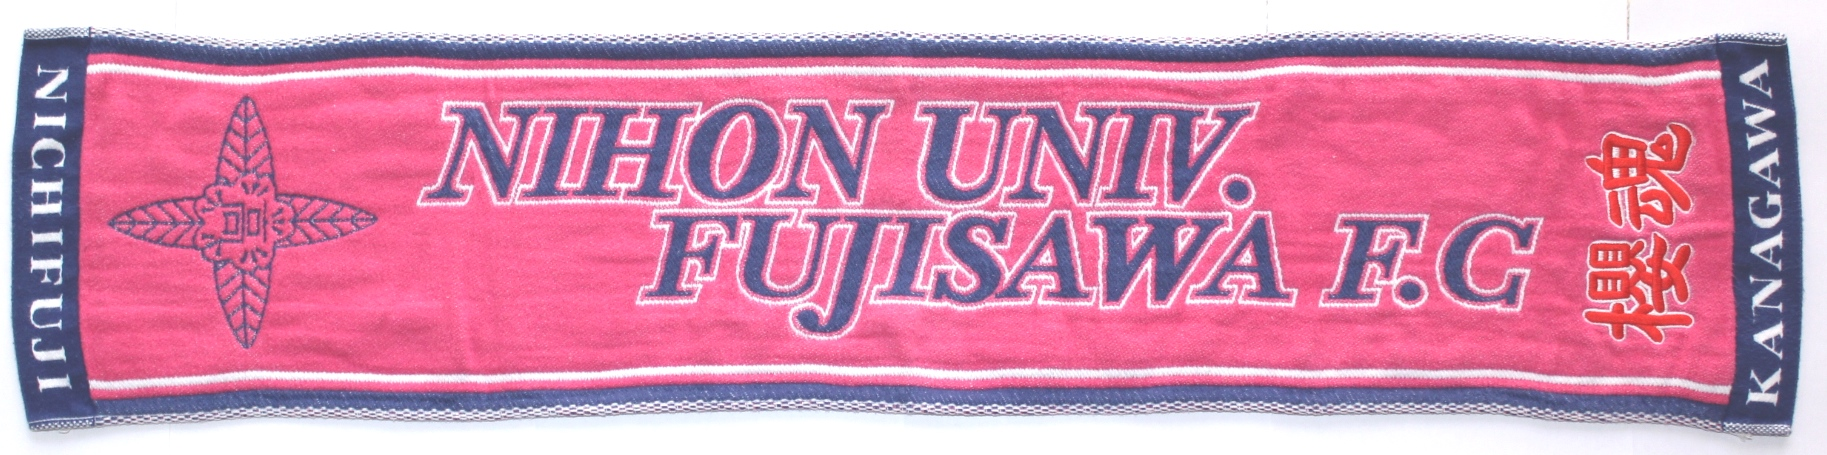 NICHIFUJI
NIHON UNIV.
FUJISAWA F.C
櫻魂
KANAGAWA